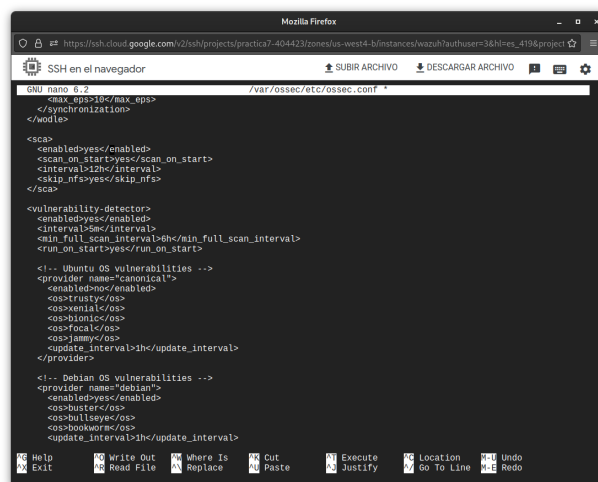 Mozilla Firefox
https://ssh.cloud.google.com/v2/ssh/projects/practica7-404423/zones/us-west4-b/instances/wazuh?authuser=3&hl=es_419&project
SSH en el navegador
SUBIR ARCHIVO
DESCARGAR ARCHIVO
GNU nano 6.2 /var/ossec/etc/ossec.conf *
<max_eps>10</max_eps>
</synchronization>
</wodle>
<sca>
<enabled>yes</enabled>
<scan_on_start>yes</scan_on_start>
<interval>12h</interval>
<skip_nfs>yes</skip_nfs>
</sca>
<vulnerability-detector>
<enabled>yes</enabled>
<interval>5m</interval>
<min_full_scan_interval>6h</min_full_scan_interval>
<run_on_start>yes</run_on_start>
<!-- Ubuntu OS vulnerabilities -->
<provider name="canonical">
<enabled>no</enabled>
<os>trusty</os>
<os>xenial</os>
<os>bionic</os>
<os>focal</os>
<os>jammy</os>
<update_interval>1h</update_interval>
</provider>
<!-- Debian OS vulnerabilities -->
<provider name="debian">
<enabled>yes</enabled>
<os>buster</os>
<os>bullseye</os>
<os>bookworm</os>
<update_interval>1h</update_interval>
^G Help ^O Write Out ^W Where Is ^K Cut ^T Execute ^C Location M-U Undo
^X Exit ^R Read File ^\ Replace ^U Paste ^J Justify ^/ Go To Line M-E Redo